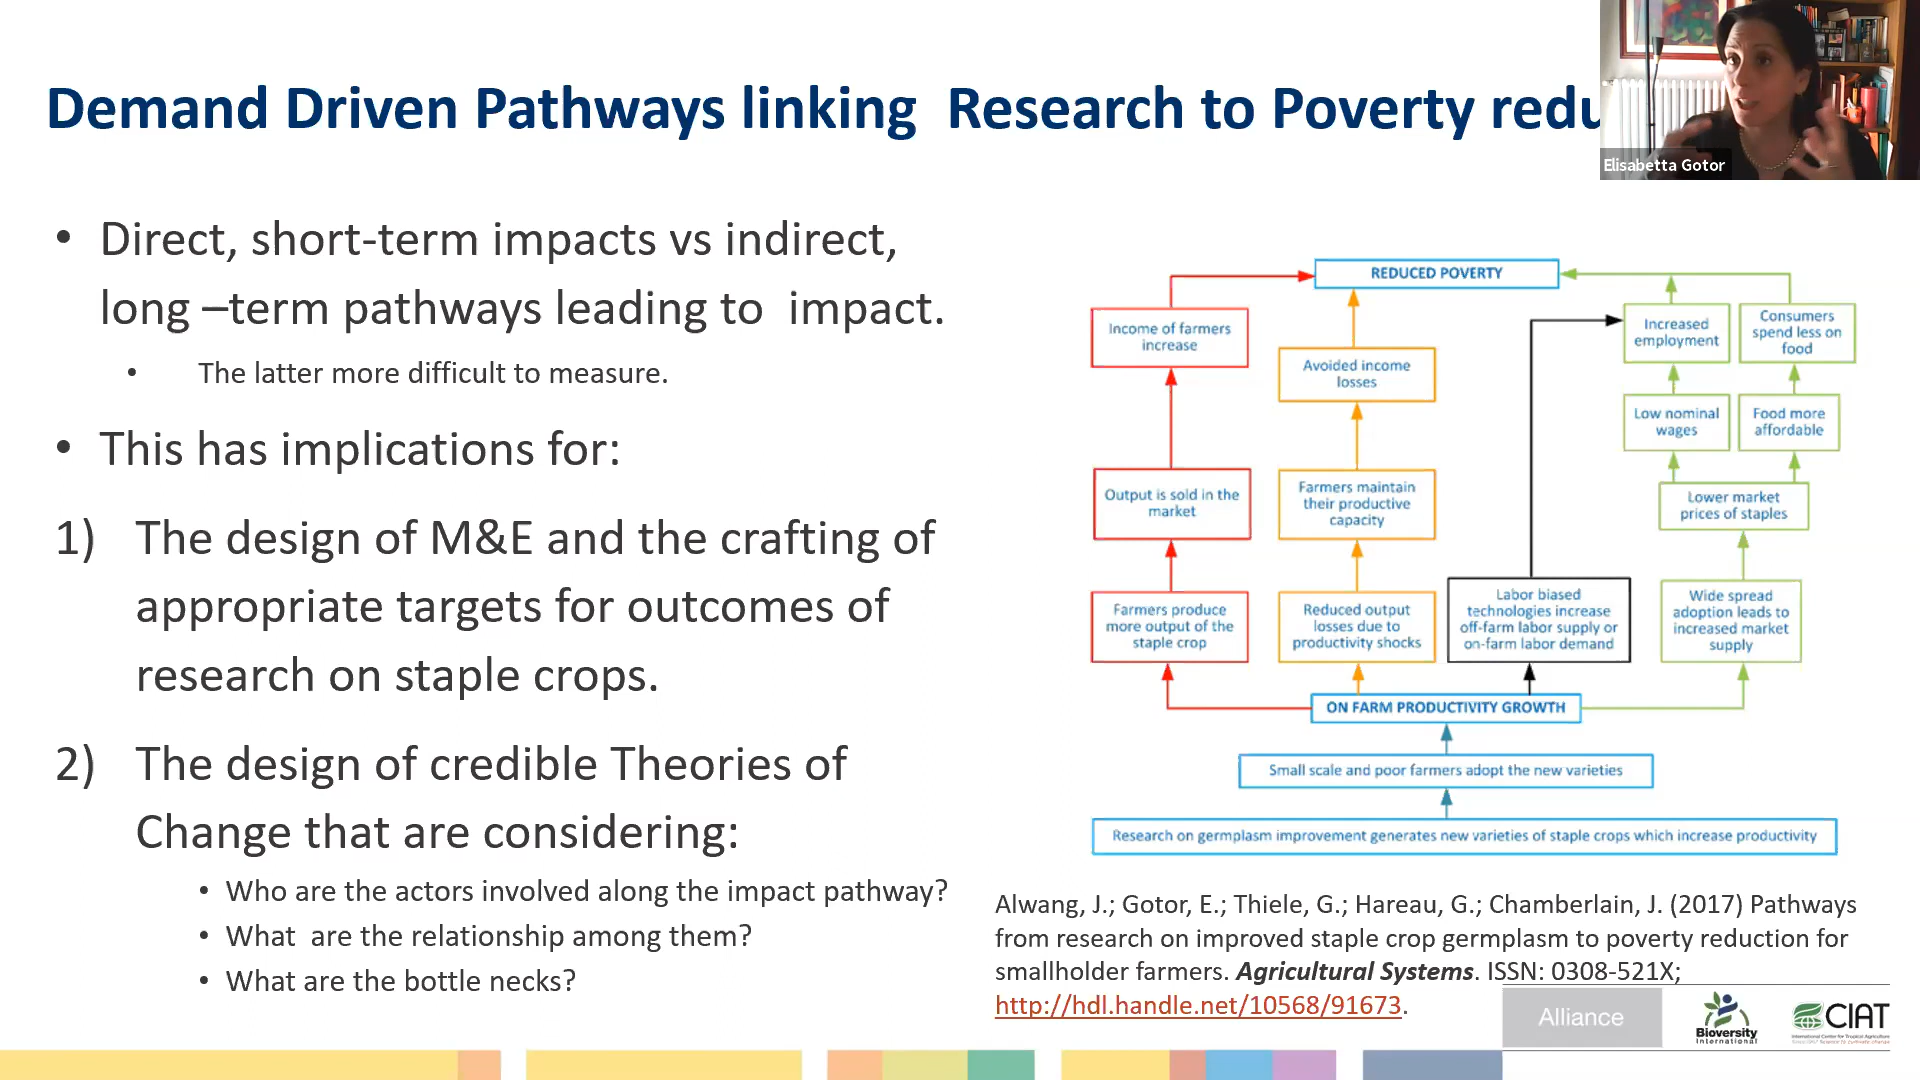 Demand Driven Pathways linking  Research to Poverty redu
Elisabetta Gotor
• Direct, short-term impacts vs indirect,
long –term pathways leading to  impact.
• The latter more difficult to measure.
• This has implications for:
1) The design of M&E and the crafting of
appropriate targets for outcomes of
research on staple crops.
2) The design of credible Theories of
Change that are considering:
• Who are the actors involved along the impact pathway?
• What  are the relationship among them?
• What are the bottle necks?
REDUCED POVERTY
Income of farmers
increase
Avoided income
losses
Increased
employment
Consumers
spend less on
food
Low nominal
wages
Food more
affordable
Output is sold in the
market
Farmers maintain
their productive
capacity
Lower market
prices of staples
Farmers produce
more output of the
staple crop
Reduced output
losses due to
productivity shocks
Labor biased
technologies increase
off-farm labor supply or
on-farm labor demand
Wide spread
adoption leads to
increased market
supply
ON FARM PRODUCTIVITY GROWTH
Small scale and poor farmers adopt the new varieties
Research on germplasm improvement generates new varieties of staple crops which increase productivity
Alwang, J.; Gotor, E.; Thiele, G.; Hareau, G.; Chamberlain, J. (2017) Pathways
from research on improved staple crop germplasm to poverty reduction for
smallholder farmers. Agricultural Systems. ISSN: 0308-521X;
http://hdl.handle.net/10568/91673.
Alliance
Bioversity
International
CIAT
International Center for Tropical Agriculture